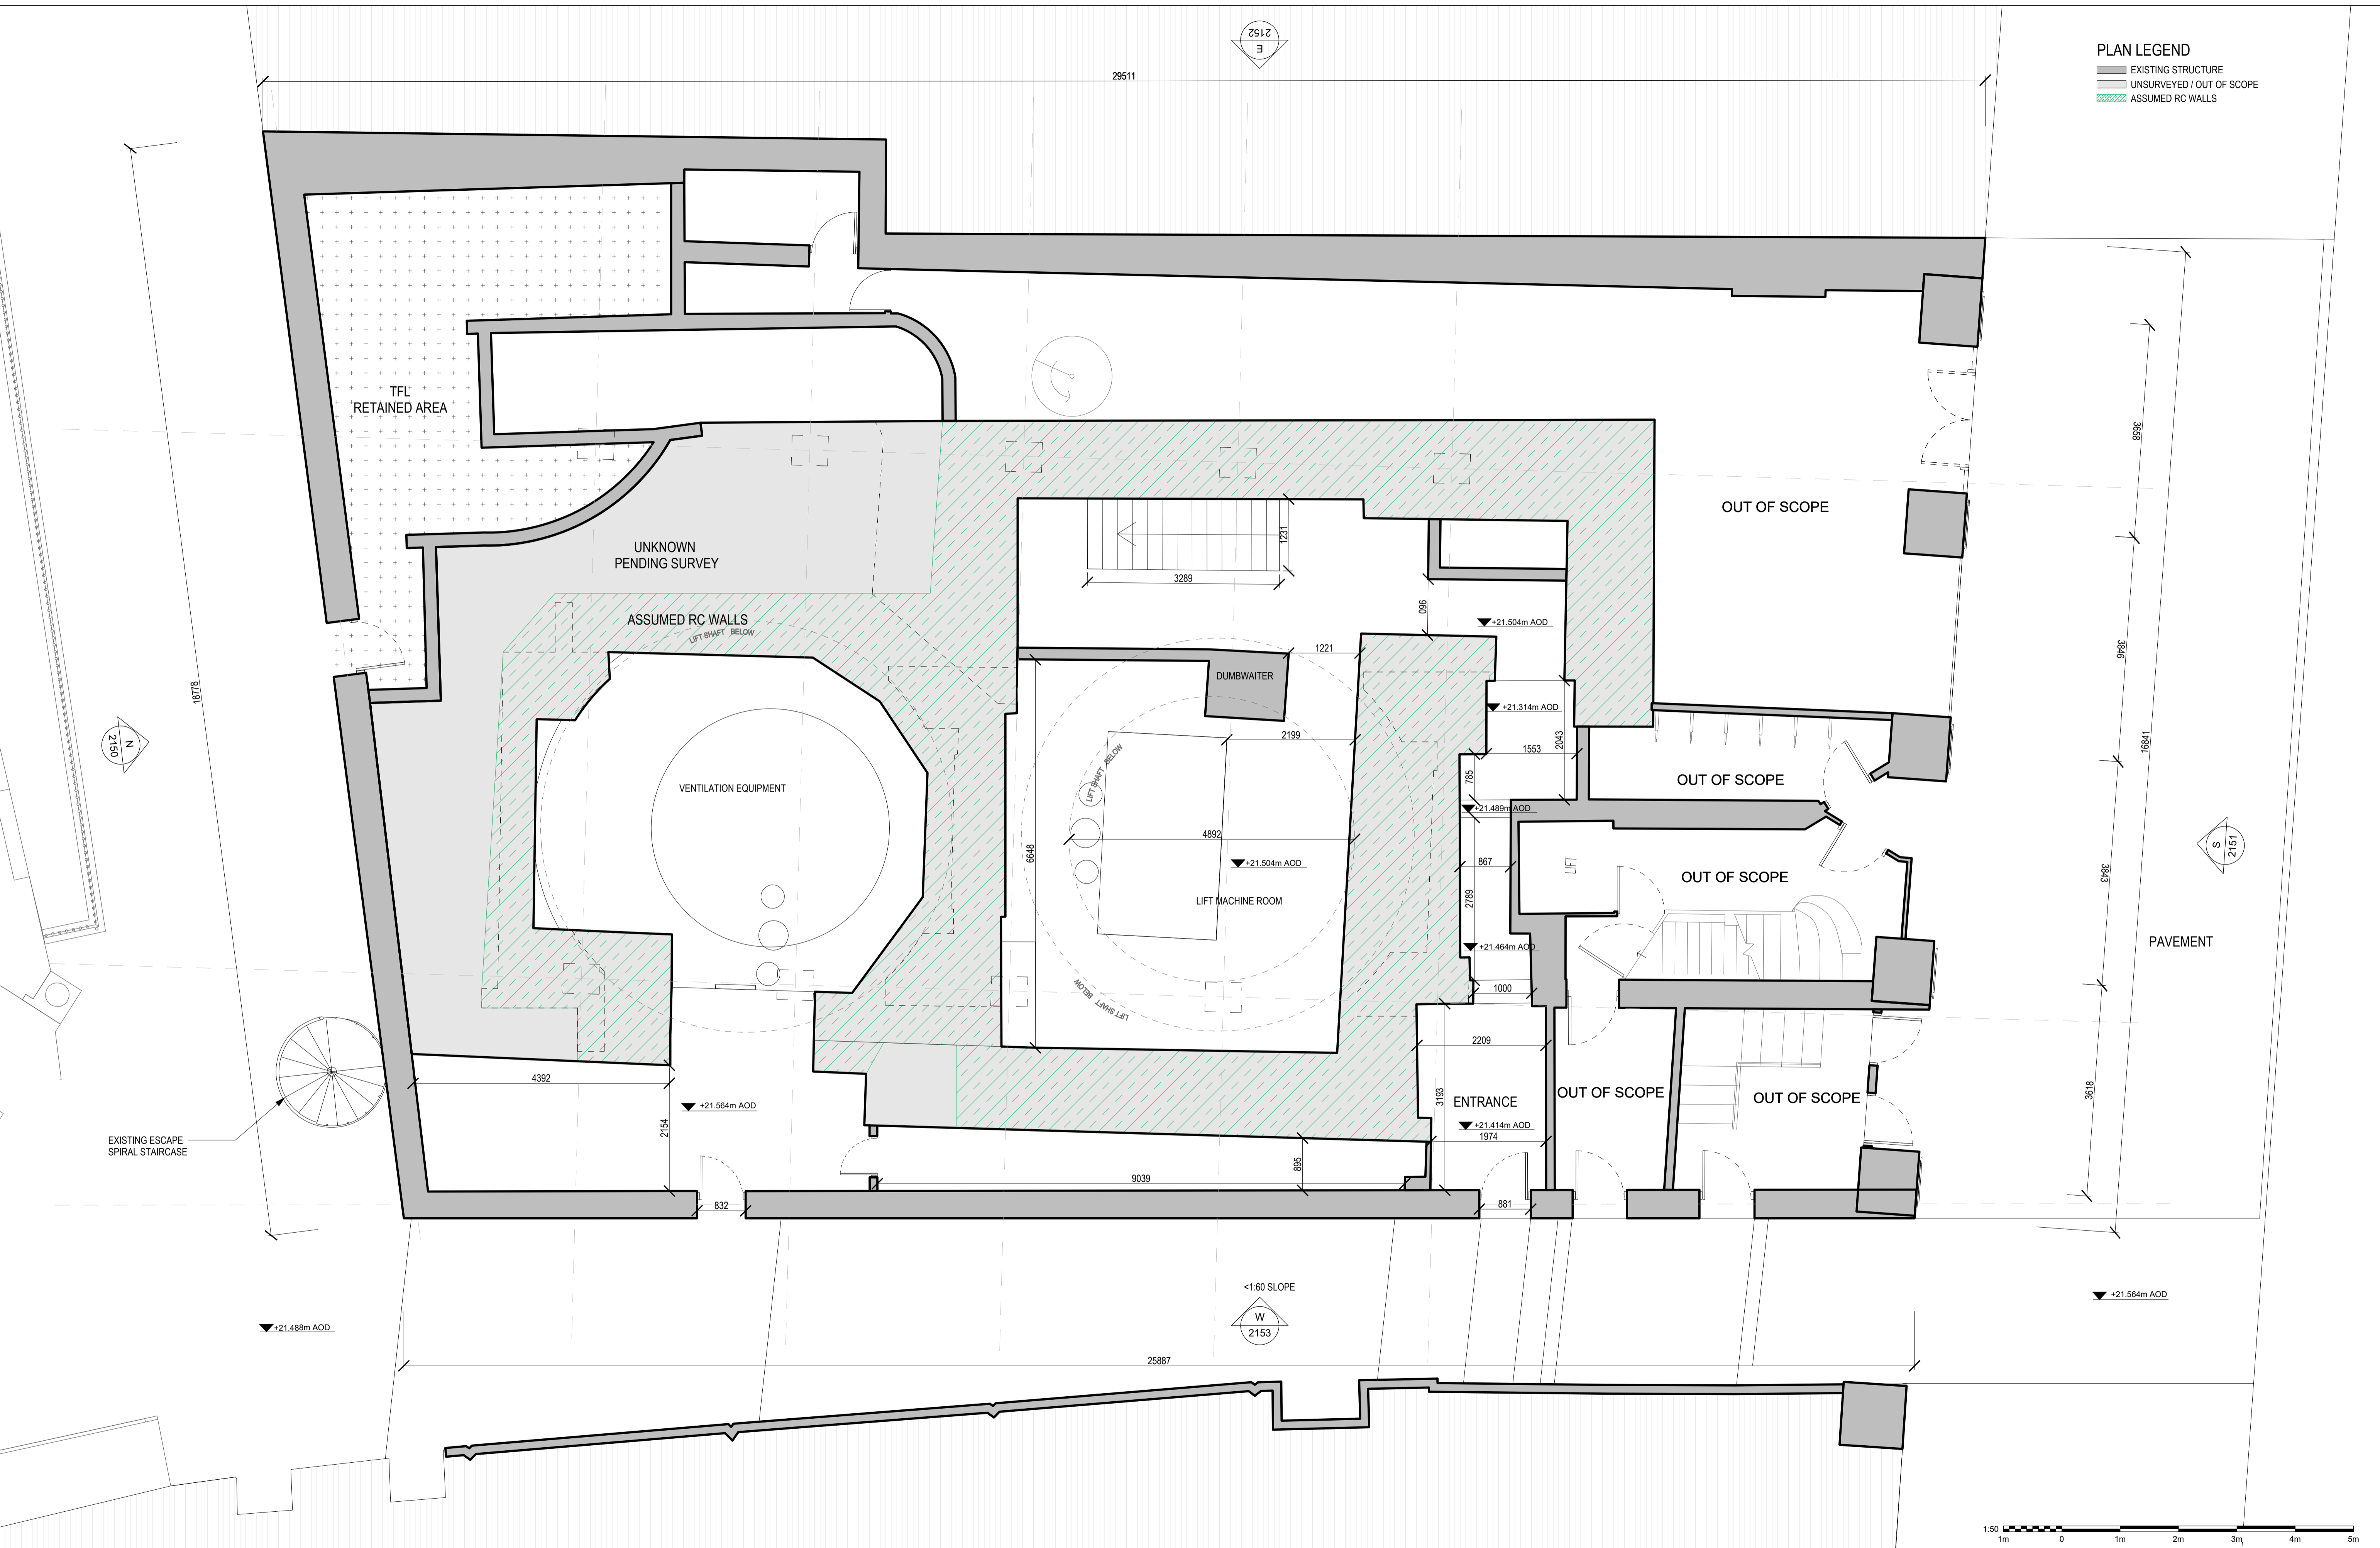 2152
E
PLAN LEGEND
EXISTING STRUCTURE
UNSURVEYED / OUT OF SCOPE
ASSUMED RC WALLS
29511
TFL
RETAINED AREA
3658
OUT OF SCOPE
1231
UNKNOWN
PENDING SURVEY
3289
960
ASSUMED RC WALLS
LIFT SHAFT BELOW
+21.504m AOD
1221
3846
DUMBWAITER
18778
+21.314m AOD
N
2150
2199
2043
1553
16841
LIFT SHAFT BELOW
785
OUT OF SCOPE
VENTILATION EQUIPMENT
+21.489m AOD
4892
6648
S
2151
+21.504m AOD
867
LIFT
OUT OF SCOPE
3843
LIFT MACHINE ROOM
2789
+21.464m AOD
PAVEMENT
1000
LIFT SHAFT BELOW
2209
4392
OUT OF SCOPE
OUT OF SCOPE
3618
ENTRANCE
3193
+21.564m AOD
2154
+21.414m AOD
1974
EXISTING ESCAPE
SPIRAL STAIRCASE
895
9039
832
881
<1:60 SLOPE
+21.564m AOD
W
2153
+21.488m AOD
25887
1:50
1m 0 1m 2m 3m 4m 5m